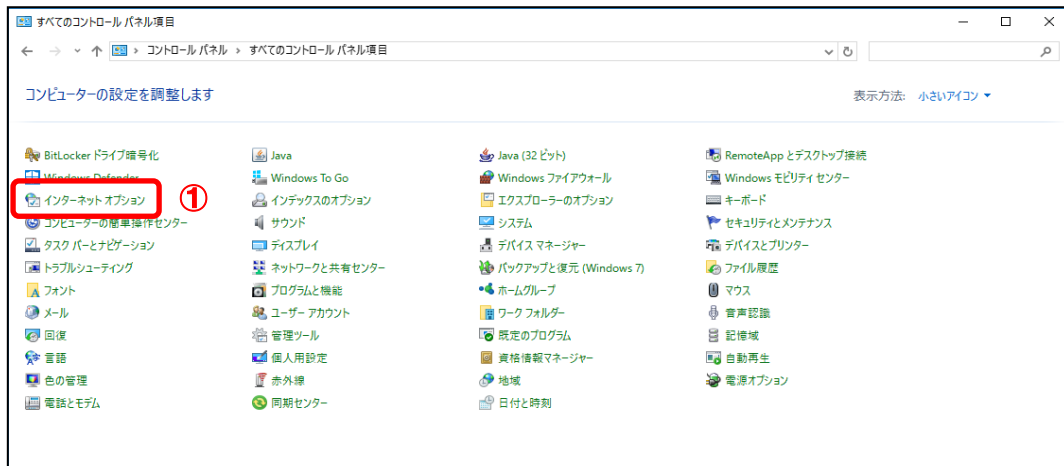 すべてのコントロール パネル項目
コントロール パネル › すべてのコントロール パネル項目
コンピューターの設定を調整します
表示方法: 小さいアイコン
BitLocker ドライブ暗号化 Java Java (32 ビット) RemoteApp とデスクトップ接続
Windows Defender Windows To Go Windows ファイアウォール Windows モビリティ センター
インターネット オプション ① インデックスのオプション エクスプローラーのオプション キーボード
コンピューターの簡単操作センター サウンド システム セキュリティとメンテナンス
タスク バーとナビゲーション ディスプレイ デバイス マネージャー デバイスとプリンター
トラブルシューティング ネットワークと共有センター バックアップと復元 (Windows 7) ファイル履歴
フォント プログラムと機能 ホームグループ マウス
メール ユーザー アカウント ワーク フォルダー 音声認識
回復 管理ツール 既定のプログラム 記憶域
言語 個人用設定 資格情報マネージャー 自動再生
色の管理 赤外線 地域 電源オプション
電話とモデム 同期センター 日付と時刻